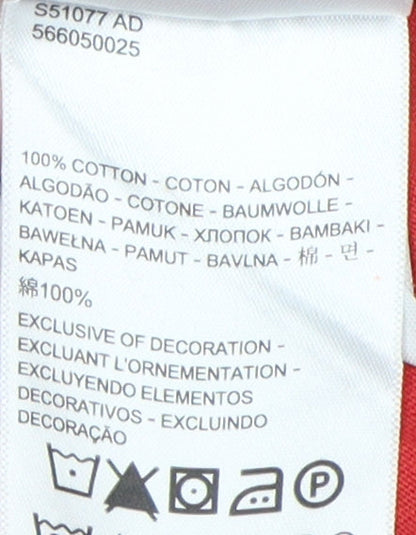 S51077 AD
566050025
100% COTTON - COTON - ALGODÓN -
ALGODÃO - COTONE - BAUMWOLLE -
KATOEN - PAMUK - ХЛОПОК - BAMBAKI -
BAWEŁNA - PAMUT - BAVLNA - 棉 - 면 -
KAPAS
綿100%
EXCLUSIVE OF DECORATION -
EXCLUANT L'ORNEMENTATION -
EXCLUYENDO ELEMENTOS
DECORATIVOS - EXCLUINDO
DECORAÇÃO
P